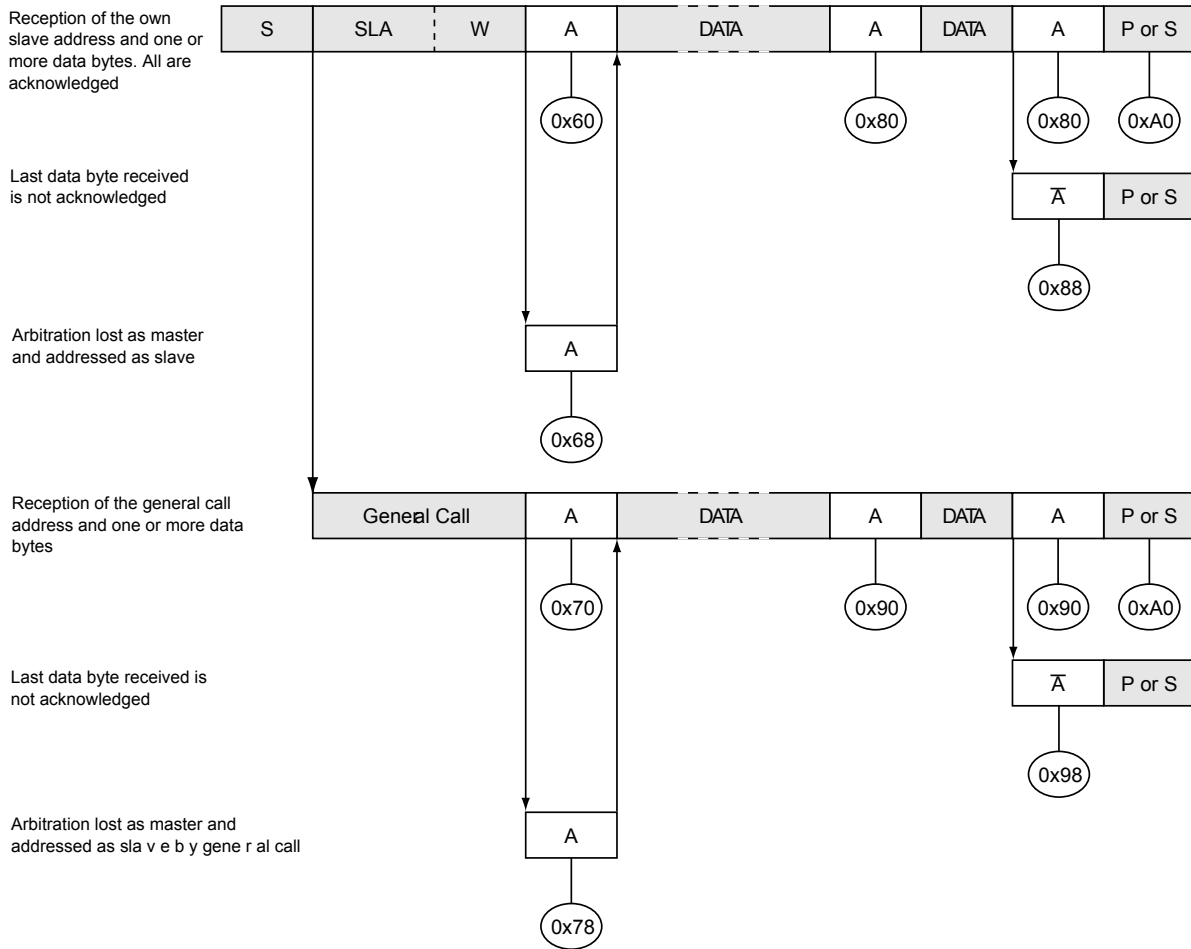 Reception of the own
slave address and one or
more data bytes. All are
acknowledged
S SLA W A DATA A DATA A P or S
0x60 0x80 0x80 0xA0
Last data byte received
is not acknowledged
A̅ P or S
0x88
Arbitration lost as master
and addressed as slave
A
0x68
Reception of the general call
address and one or more data
bytes
General Call A DATA A DATA A P or S
0x70 0x90 0x90 0xA0
Last data byte received is
not acknowledged
A̅ P or S
0x98
Arbitration lost as master and
addressed as sla v e b y gene r al call
A
0x78